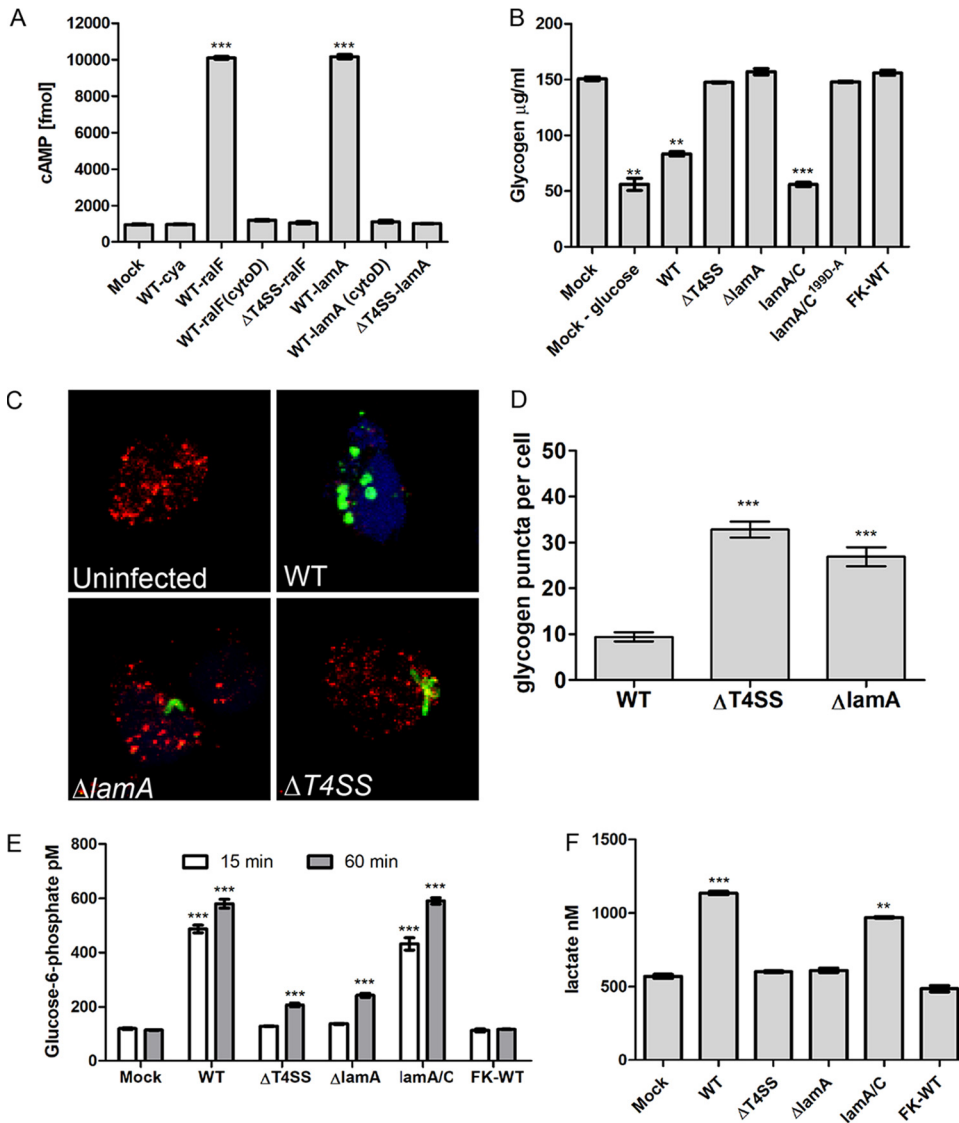 A
cAMP [fmol]
12000
10000
8000
6000
4000
2000
0
***
***
Mock
WT-cya
WT-ralF
WT-ralF(cytoD)
ΔT4SS-ralF
WT-lamA
WT-lamA (cytoD)
ΔT4SS-lamA
B
Glycogen μg/ml
200
150
100
50
0
**
**
***
Mock
Mock - glucose
WT
ΔT4SS
ΔlamA
lamA/C
lamA/C199D-A
FK-WT
C
Uninfected
WT
ΔlamA
ΔT4SS
D
glycogen puncta per cell
50
40
30
20
10
0
***
***
WT
ΔT4SS
ΔlamA
E
Glucose-6-phosphate pM
800
600
400
200
0
15 min
60 min
***
***
***
***
***
***
Mock
WT
ΔT4SS
ΔlamA
lamA/C
FK-WT
F
lactate nM
1500
1000
500
0
***
**
Mock
WT
ΔT4SS
ΔlamA
lamA/C
FK-WT